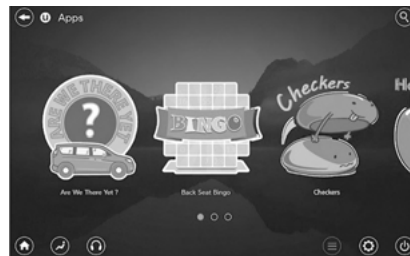 Apps
ARE WE THERE YET
?
BINGO
Checkers
Are We There Yet ?
Back Seat Bingo
Checkers